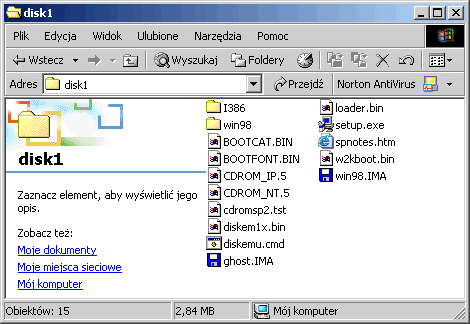 disk1
Plik Edycja Widok Ulubione Narzędzia Pomoc
Wstecz Wyszukaj Foldery
Adres disk1 Przejdź Norton AntiVirus
disk1
Zaznacz element, aby wyświetlić jego
opis.
Zobacz też:
Moje dokumenty
Moje miejsca sieciowe
Mój komputer
I386
win98
BOOTCAT.BIN
BOOTFONT.BIN
CDROM_IP.5
CDROM_NT.5
cdromsp2.tst
diskem1x.bin
diskemu.cmd
ghost.IMA
loader.bin
setup.exe
spnotes.htm
w2kboot.bin
win98.IMA
Obiektów: 15 2,84 MB Mój komputer